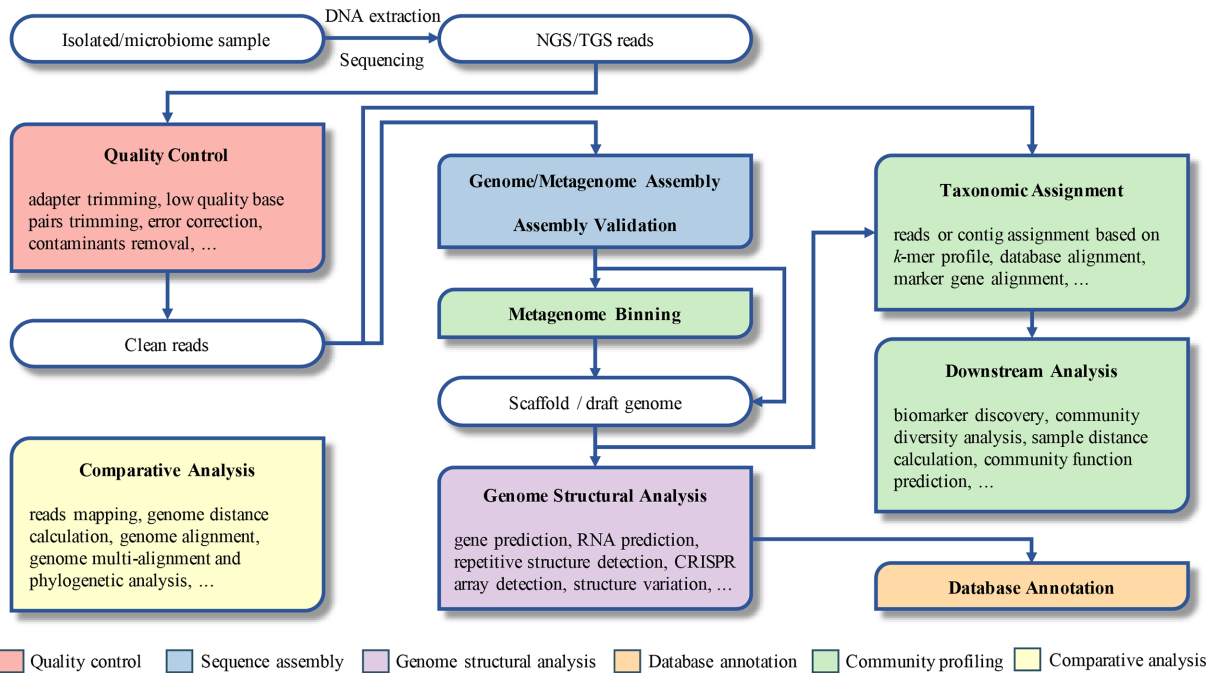 Isolated/microbiome sample
DNA extraction
Sequencing
NGS/TGS reads
Quality Control
adapter trimming, low quality base
pairs trimming, error correction,
contaminants removal, …
Clean reads
Comparative Analysis
reads mapping, genome distance
calculation, genome alignment,
genome multi-alignment and
phylogenetic analysis, …
Genome/Metagenome Assembly
Assembly Validation
Metagenome Binning
Scaffold / draft genome
Genome Structural Analysis
gene prediction, RNA prediction,
repetitive structure detection, CRISPR
array detection, structure variation, …
Taxonomic Assignment
reads or contig assignment based on
k-mer profile, database alignment,
marker gene alignment, …
Downstream Analysis
biomarker discovery, community
diversity analysis, sample distance
calculation, community function
prediction, …
Database Annotation
Quality control
Sequence assembly
Genome structural analysis
Database annotation
Community profiling
Comparative analysis